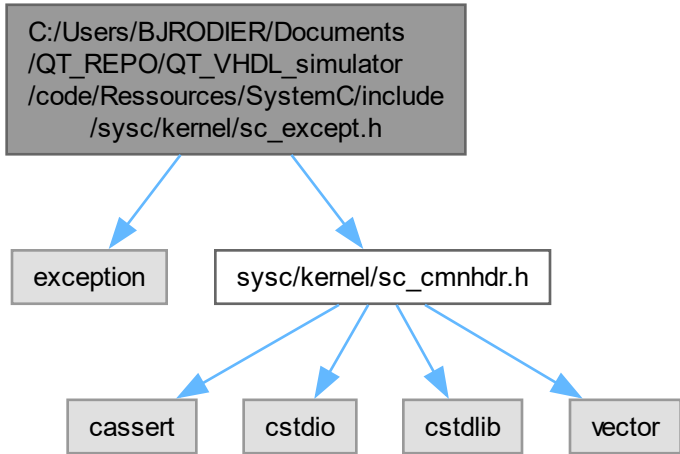 C:/Users/BJRODIER/Documents
/QT_REPO/QT_VHDL_simulator
/code/Ressources/SystemC/include
/sysc/kernel/sc_except.h
exception
sysc/kernel/sc_cmnhdr.h
cassert
cstdio
cstdlib
vector